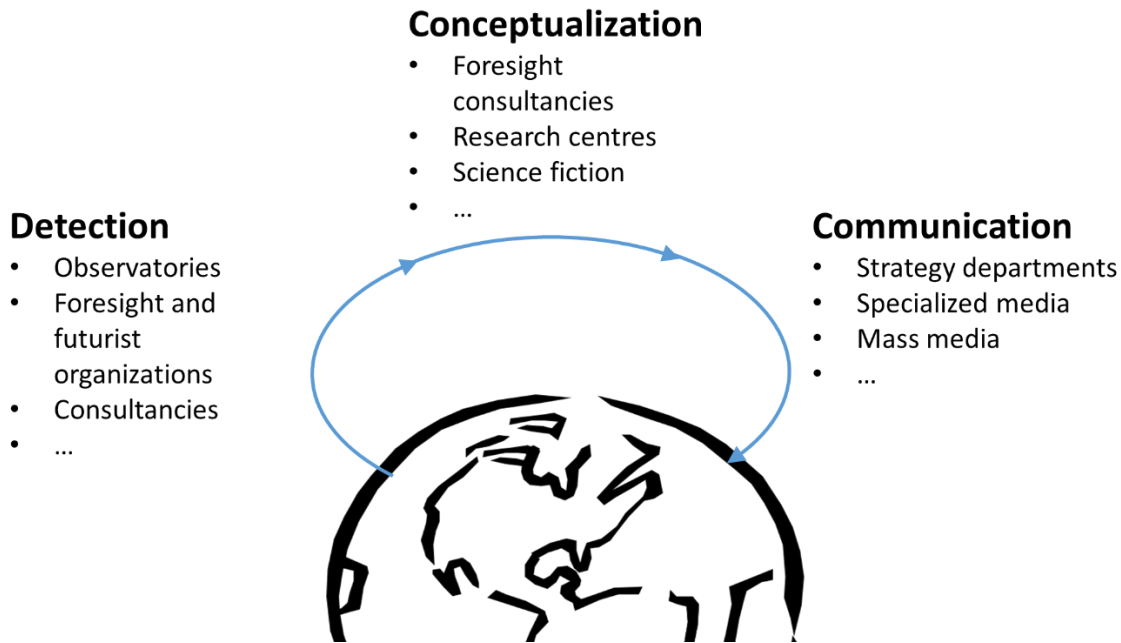 Conceptualization
• Foresight
consultancies
• Research centres
• Science fiction
• ...
Detection
• Observatories
• Foresight and
futurist
organizations
• Consultancies
• ...
Communication
• Strategy departments
• Specialized media
• Mass media
• ...